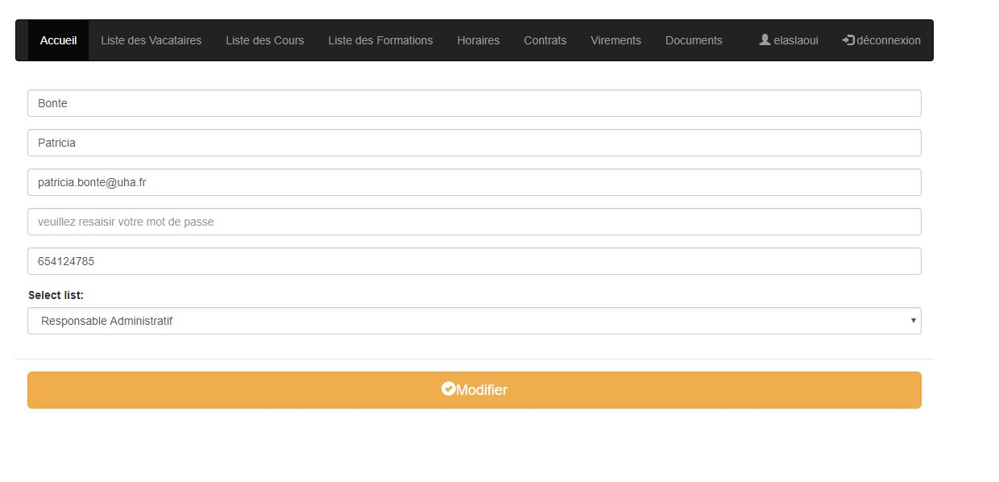 Accueil Liste des Vacataires Liste des Cours Liste des Formations Horaires Contrats Virements Documents elaslaoui déconnexion
Bonte
Patricia
patricia.bonte@uha.fr
veuillez resaisir votre mot de passe
654124785
Select list:
Responsable Administratif
Modifier